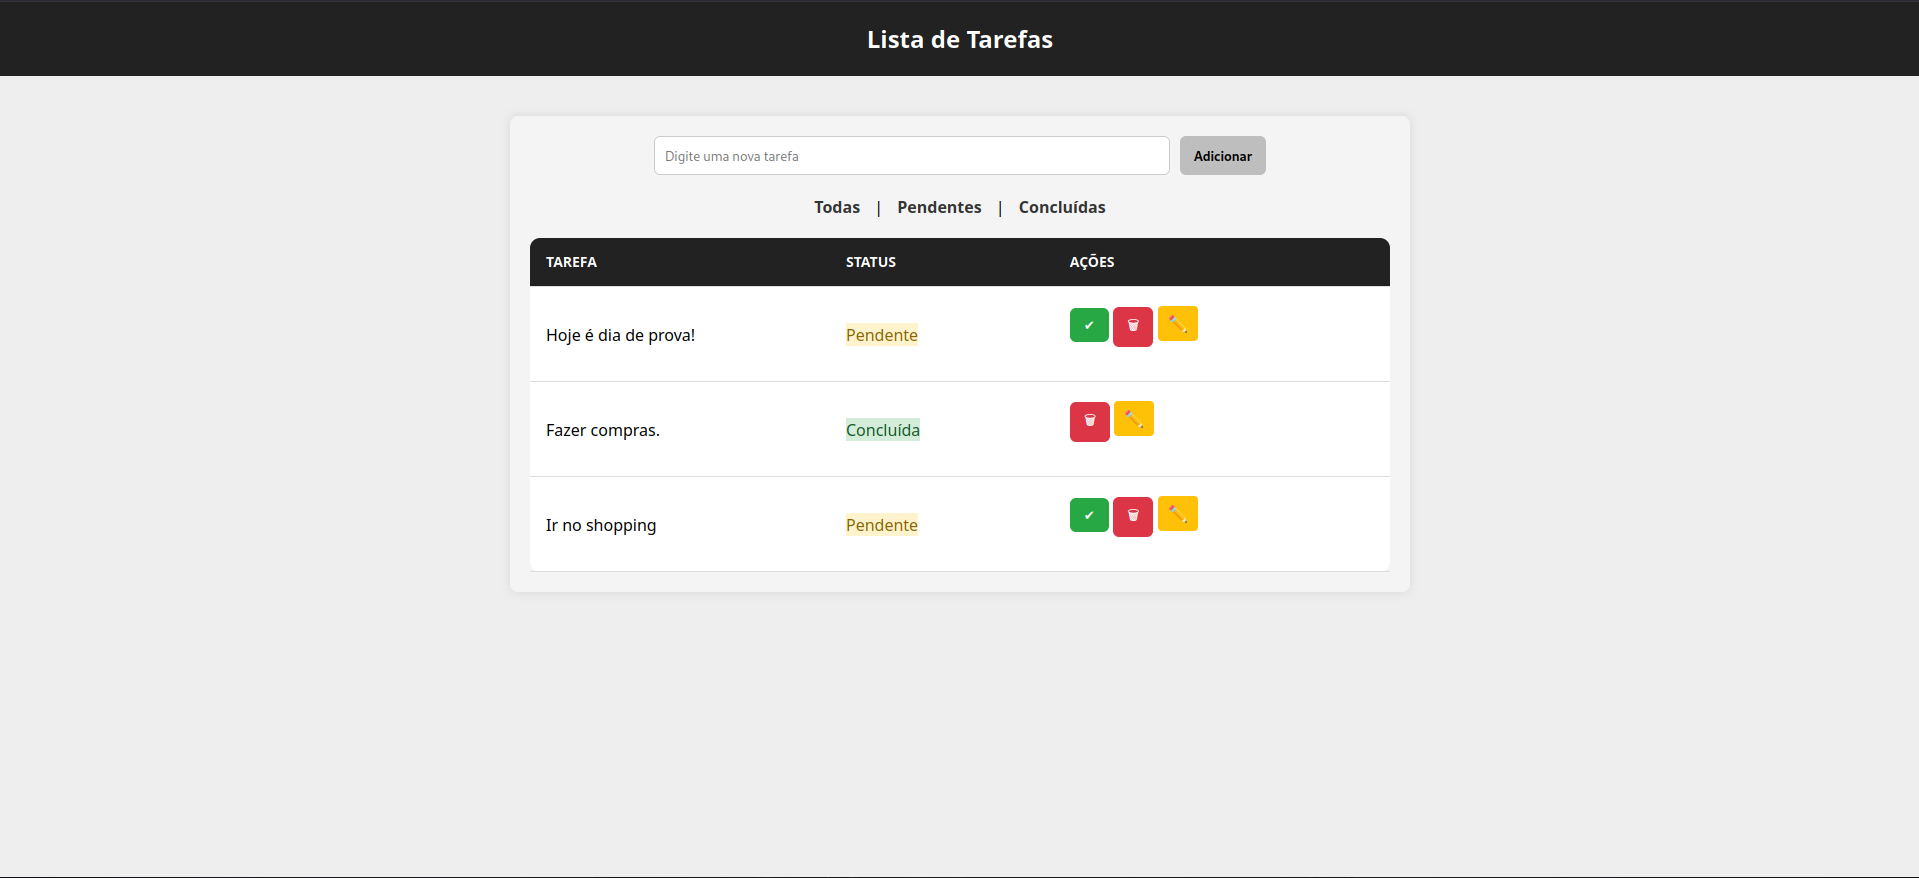 Lista de Tarefas
Digite uma nova tarefa
Adicionar
Todas | Pendentes | Concluídas
TAREFA STATUS AÇÕES
Hoje é dia de prova! Pendente ✔
Fazer compras. Concluída
Ir no shopping Pendente ✔